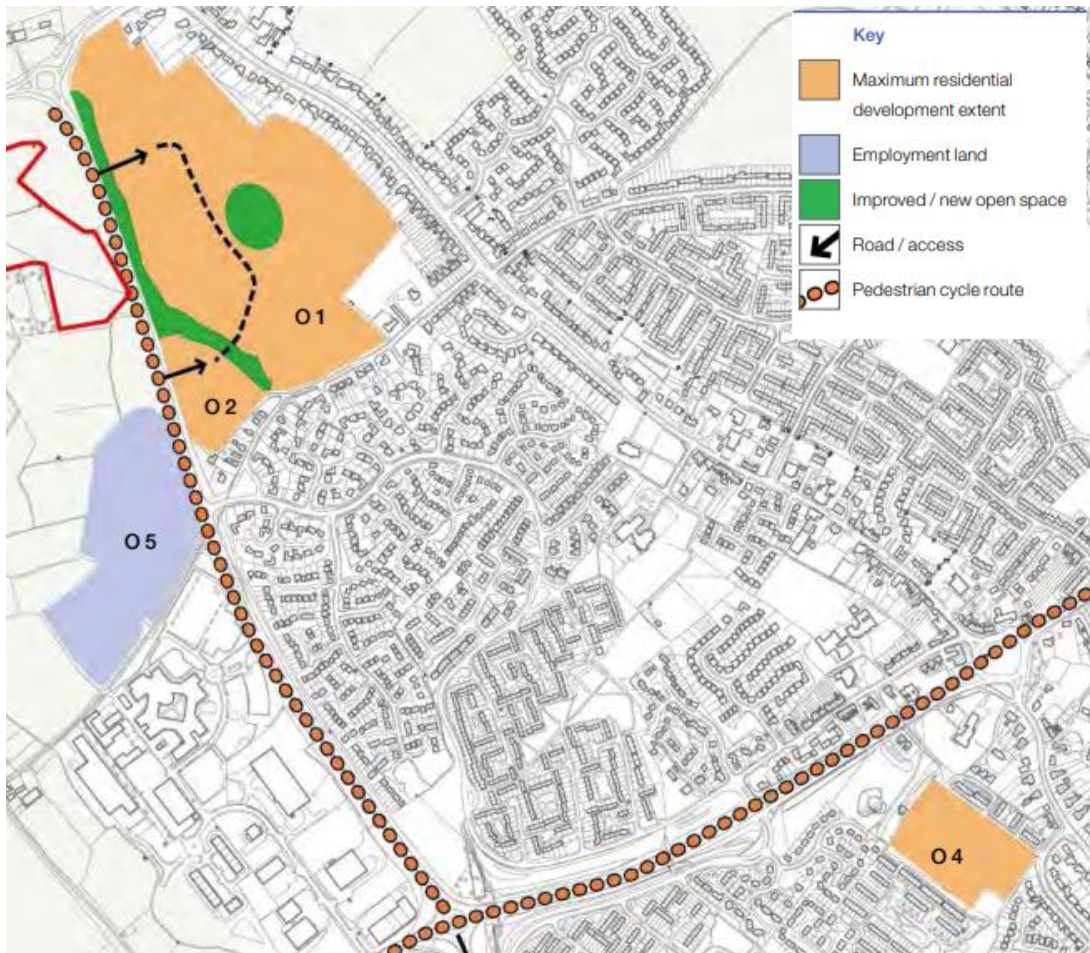 Key
Maximum residential
development extent
Employment land
Improved / new open space
Road / access
Pedestrian cycle route
O 1
O 2
O 5
O 4